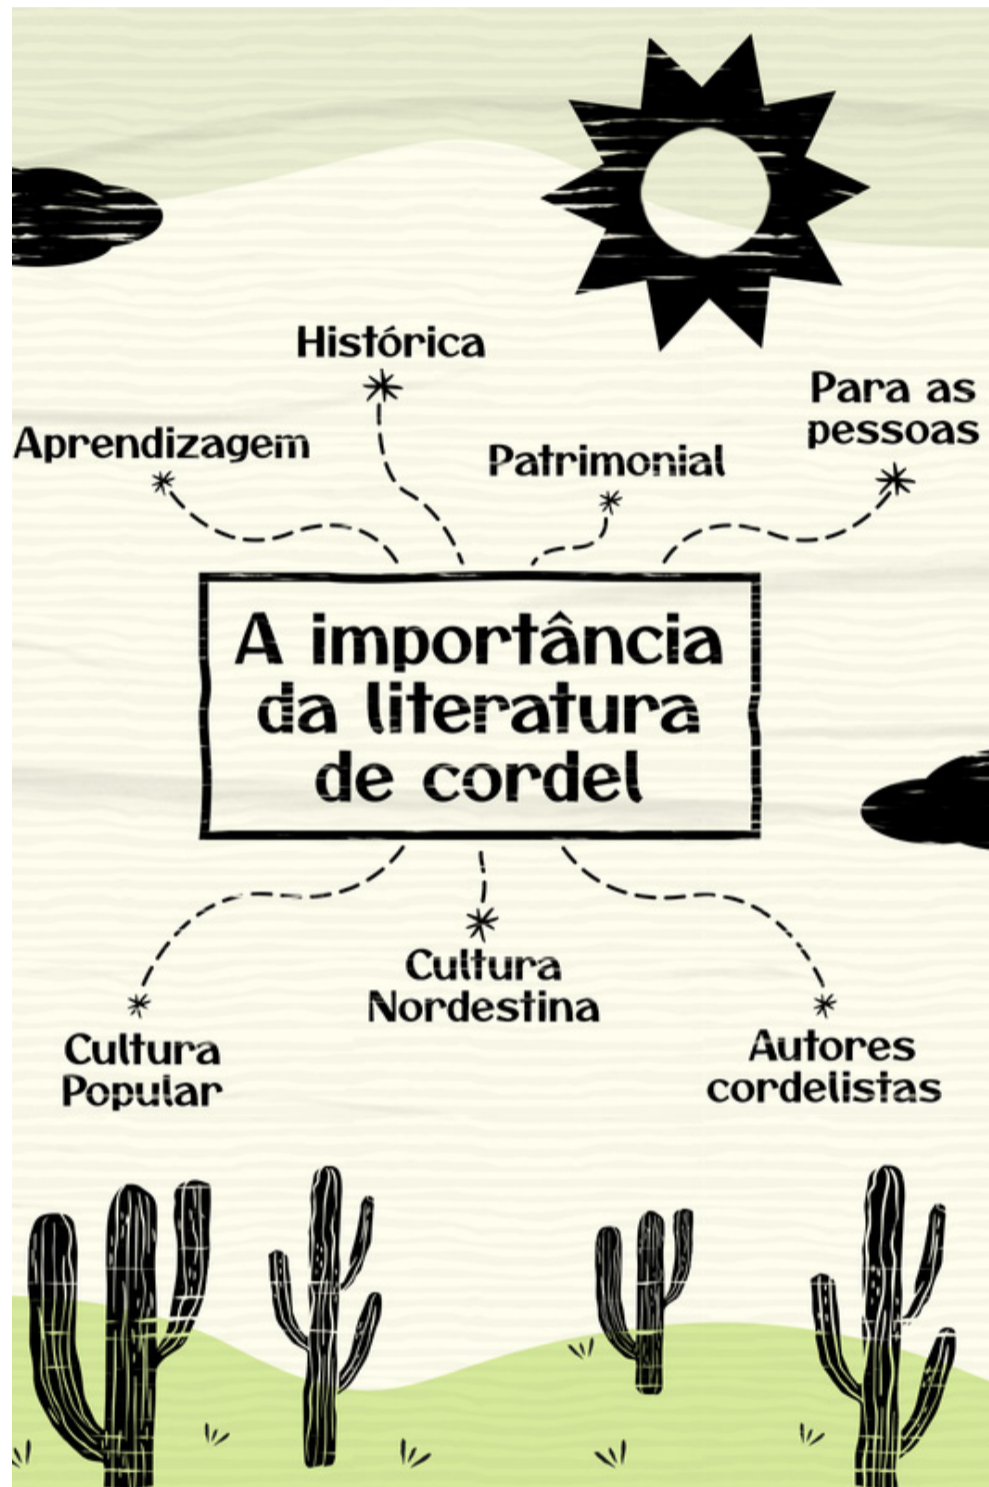 Histórica
Para as
pessoas
Aprendizagem
Patrimonial
A importância
da literatura
de cordel
Cultura
Nordestina
Cultura
Popular
Autores
cordelistas